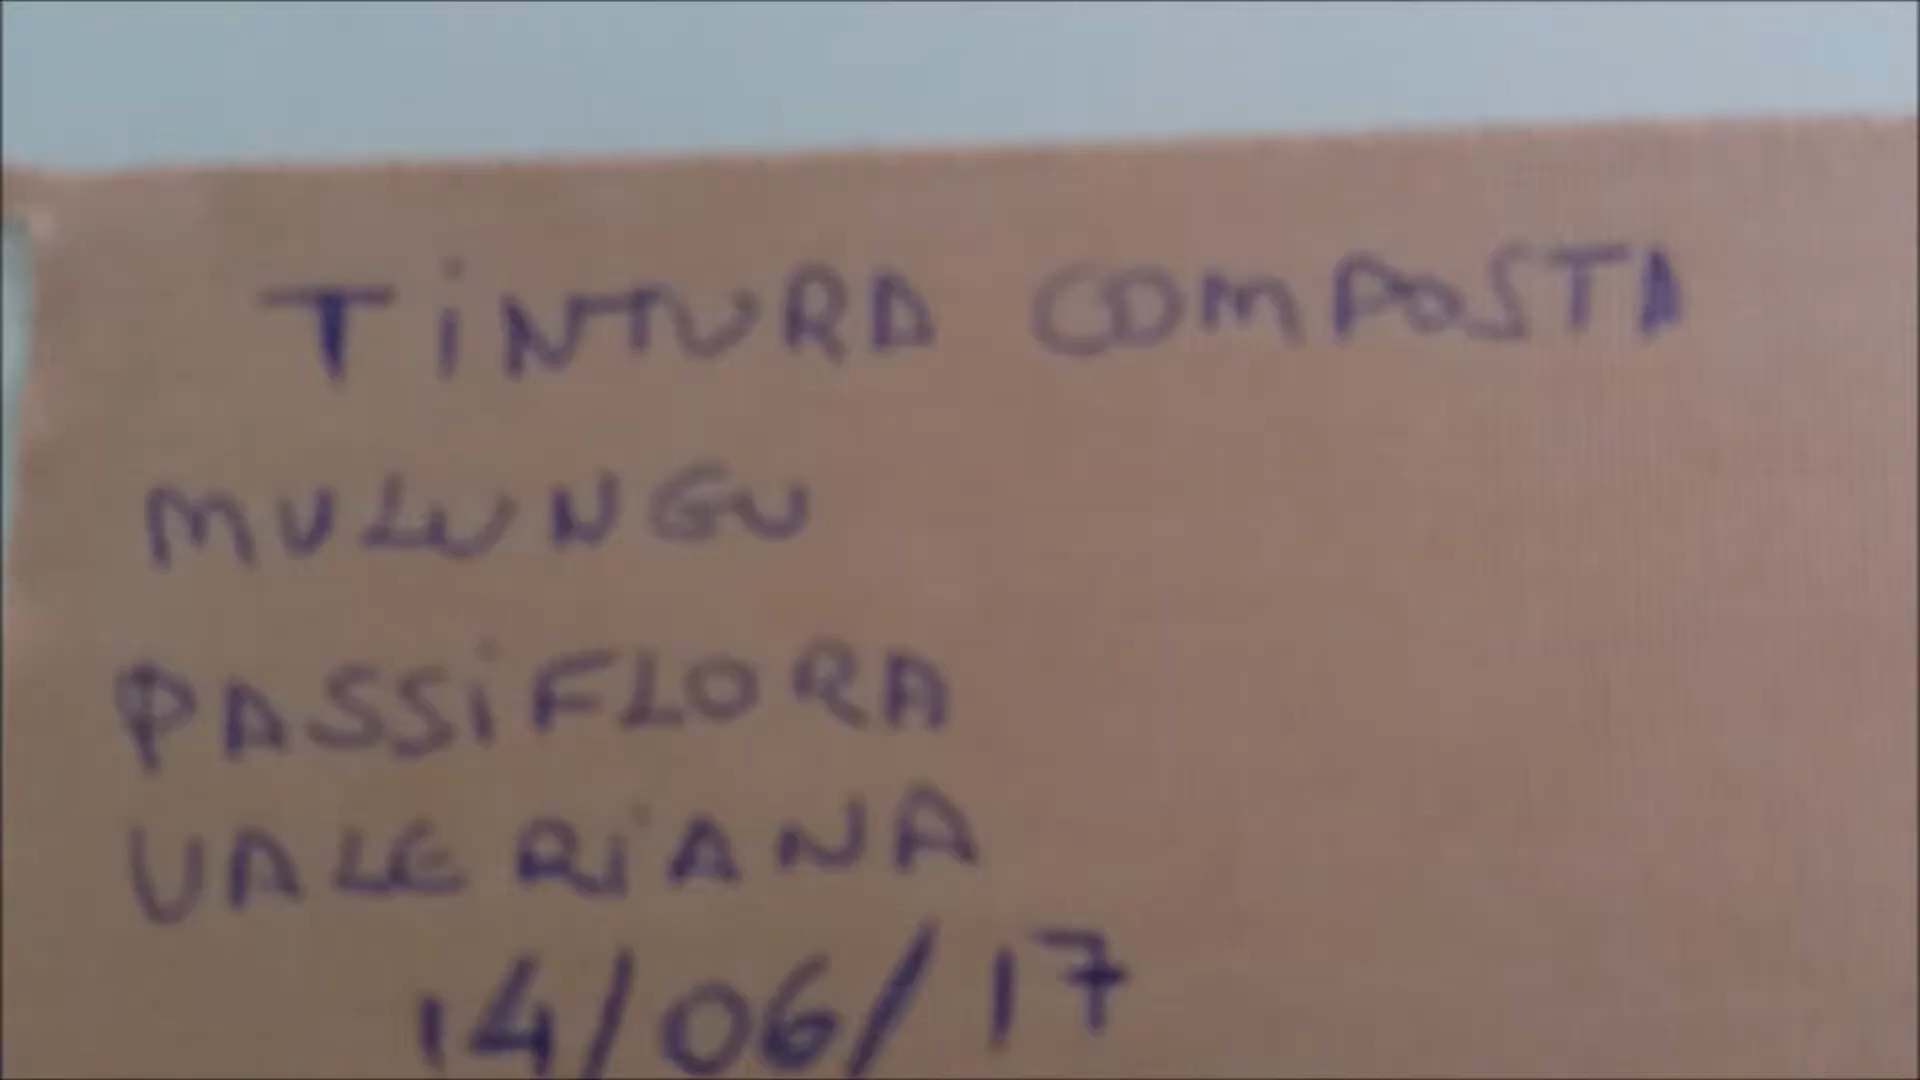 TiNTURA COMPOSTA
MULUNGU
PASSiFLORA
VALERiANA
14/06/17